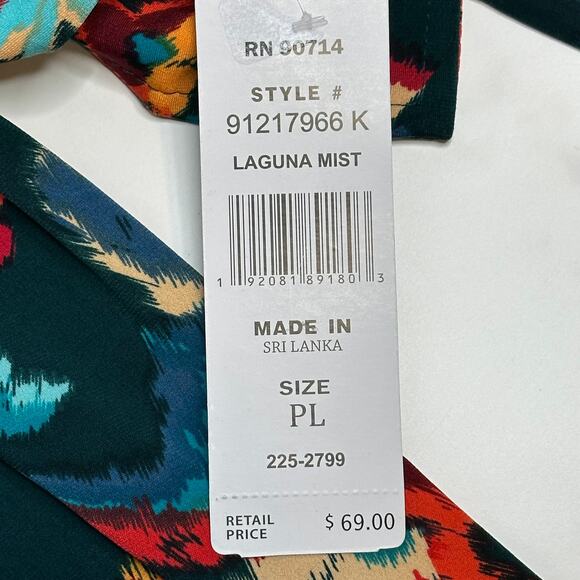 RN 90714
STYLE #
91217966 K
LAGUNA MIST
1 92081 89180 3
MADE IN
SRI LANKA
SIZE
PL
225-2799
RETAIL
PRICE
$ 69.00